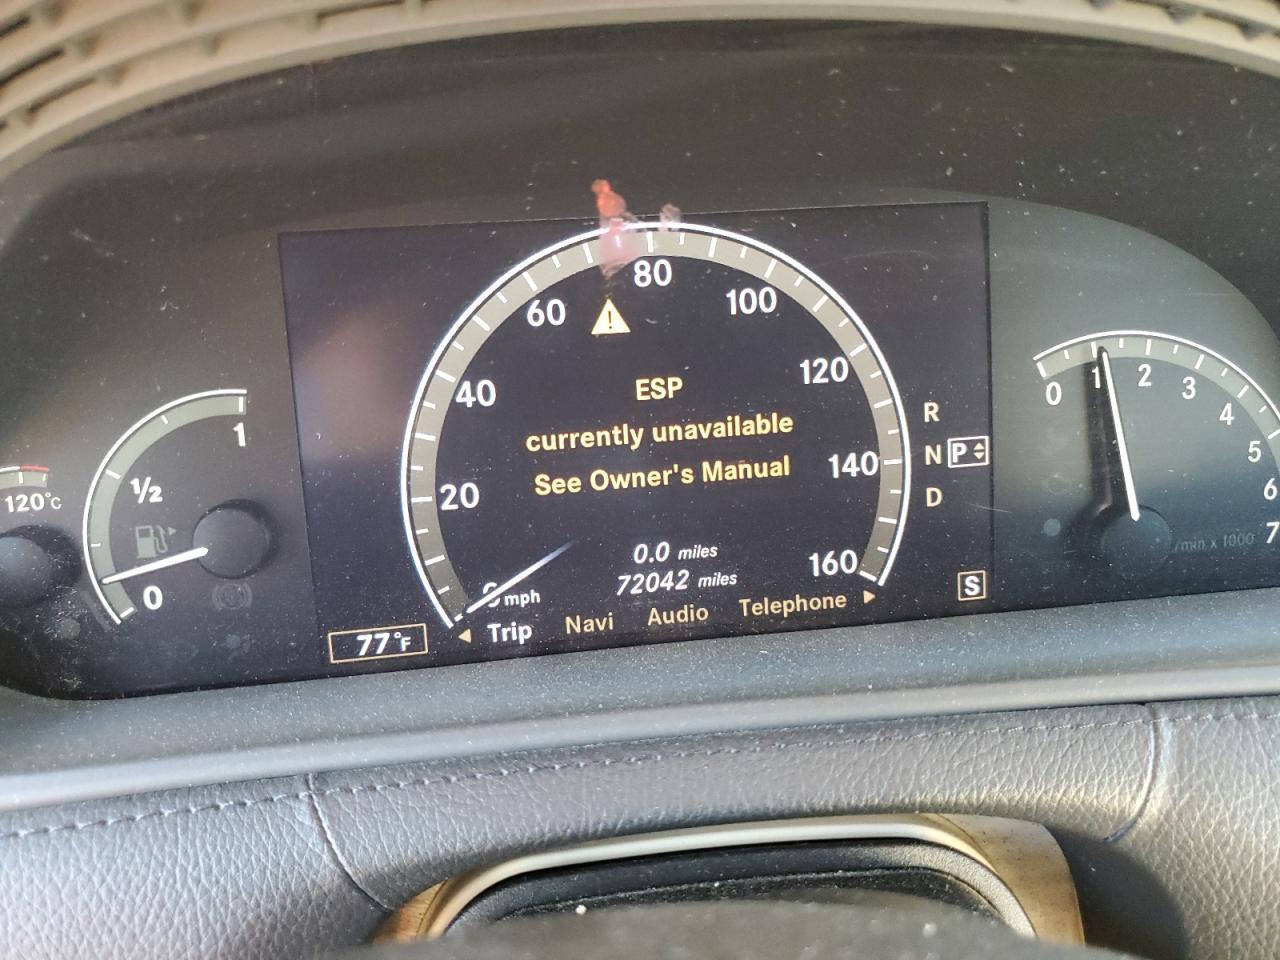 120°C
1
1/2
0
0
20
40
60
80
100
120
140
160
mph
ESP
currently unavailable
See Owner's Manual
0.0 miles
72042 miles
Trip Navi Audio Telephone
77°F
R
N P
D
S
0
1
2
3
4
5
6
7
/min x 1000